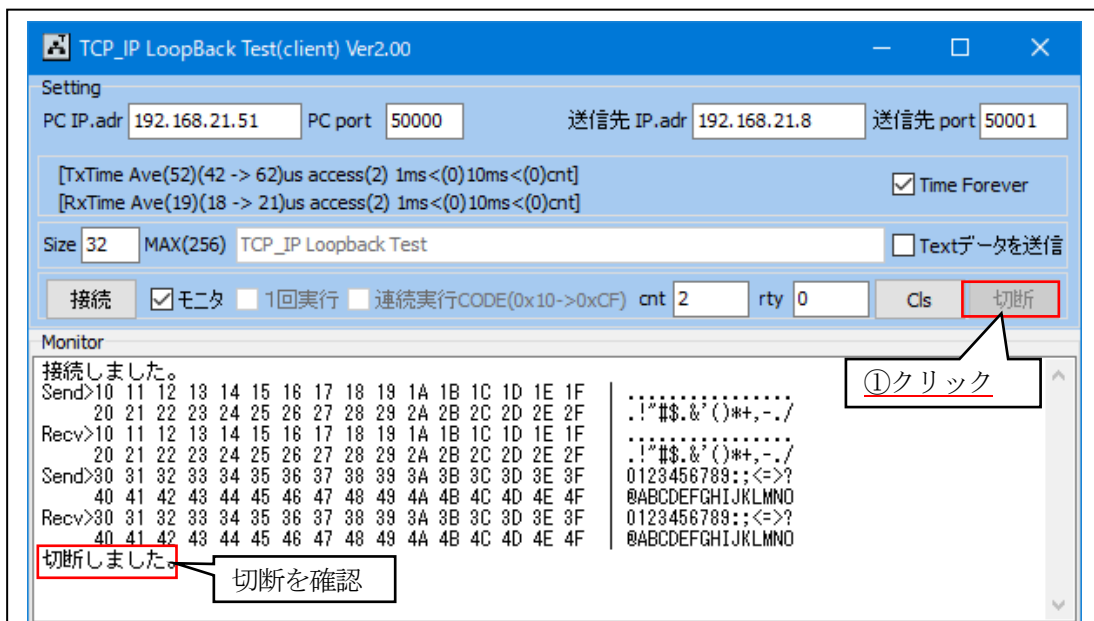 TCP_IP LoopBack Test(client) Ver2.00
Setting
PC IP.adr 192.168.21.51 PC port 50000 送信先 IP.adr 192.168.21.8 送信先 port 50001
[TxTime Ave(52)(42 -> 62)us access(2) 1ms<(0)10ms<(0)cnt]
[RxTime Ave(19)(18 -> 21)us access(2) 1ms<(0)10ms<(0)cnt]
Time Forever
Size 32 MAX(256) TCP_IP Loopback Test Textデータを送信
接続 モニタ 1回実行 連続実行CODE(0x10->0xCF) cnt 2 rty 0 Cls 切断
Monitor
①クリック
接続しました。
Send>10 11 12 13 14 15 16 17 18 19 1A 1B 1C 1D 1E 1F | ................
20 21 22 23 24 25 26 27 28 29 2A 2B 2C 2D 2E 2F | .!"#$.&'()*+,-./
Recv>10 11 12 13 14 15 16 17 18 19 1A 1B 1C 1D 1E 1F | ................
20 21 22 23 24 25 26 27 28 29 2A 2B 2C 2D 2E 2F | .!"#$.&'()*+,-./
Send>30 31 32 33 34 35 36 37 38 39 3A 3B 3C 3D 3E 3F | 0123456789:;<=>?
40 41 42 43 44 45 46 47 48 49 4A 4B 4C 4D 4E 4F | @ABCDEFGHIJKLMNO
Recv>30 31 32 33 34 35 36 37 38 39 3A 3B 3C 3D 3E 3F | 0123456789:;<=>?
40 41 42 43 44 45 46 47 48 49 4A 4B 4C 4D 4E 4F | @ABCDEFGHIJKLMNO
切断しました。
切断を確認